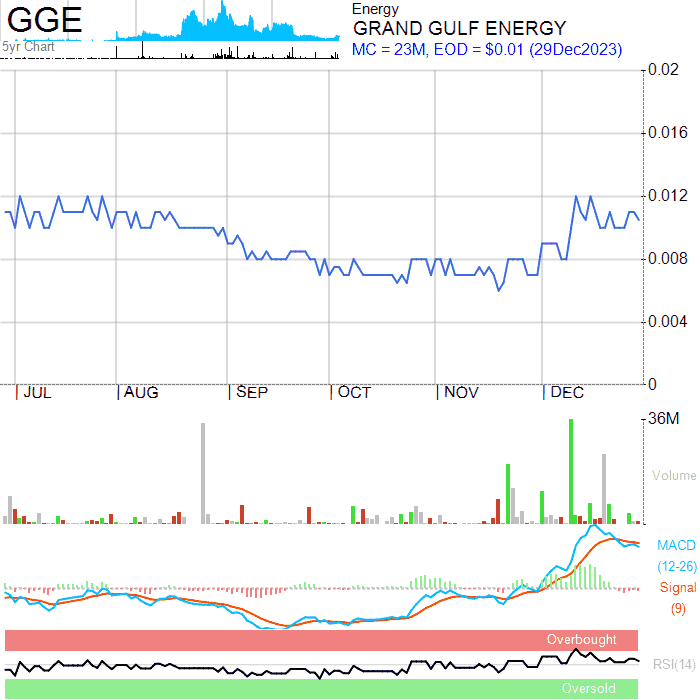 GGE
5yr Chart
Energy
GRAND GULF ENERGY
MC = 23M, EOD = $0.01 (29Dec2023)
0.02
0.016
0.012
0.008
0.004
0
JUL AUG SEP OCT NOV DEC
36M
Volume
MACD
(12-26)
Signal
(9)
Overbought
RSI(14)
Oversold